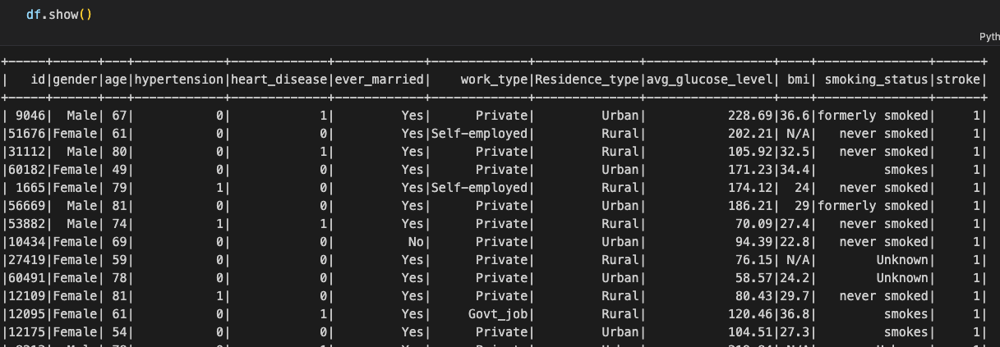 df.show()
Pyth
+-----+------+---+------------+-------------+------------+-------------+--------------+-----------------+----+---------------+------+
|   id|gender|age|hypertension|heart_disease|ever_married|    work_type|Residence_type|avg_glucose_level| bmi| smoking_status|stroke|
+-----+------+---+------------+-------------+------------+-------------+--------------+-----------------+----+---------------+------+
| 9046|  Male| 67|           0|            1|         Yes|      Private|         Urban|           228.69|36.6|formerly smoked|     1|
|51676|Female| 61|           0|            0|         Yes|Self-employed|         Rural|           202.21| N/A|   never smoked|     1|
|31112|  Male| 80|           0|            1|         Yes|      Private|         Rural|           105.92|32.5|   never smoked|     1|
|60182|Female| 49|           0|            0|         Yes|      Private|         Urban|           171.23|34.4|         smokes|     1|
| 1665|Female| 79|           1|            0|         Yes|Self-employed|         Rural|           174.12|  24|   never smoked|     1|
|56669|  Male| 81|           0|            0|         Yes|      Private|         Urban|           186.21|  29|formerly smoked|     1|
|53882|  Male| 74|           1|            1|         Yes|      Private|         Rural|            70.09|27.4|   never smoked|     1|
|10434|Female| 69|           0|            0|          No|      Private|         Urban|            94.39|22.8|   never smoked|     1|
|27419|Female| 59|           0|            0|         Yes|      Private|         Rural|            76.15| N/A|        Unknown|     1|
|60491|Female| 78|           0|            0|         Yes|      Private|         Urban|            58.57|24.2|        Unknown|     1|
|12109|Female| 81|           1|            0|         Yes|      Private|         Rural|            80.43|29.7|   never smoked|     1|
|12095|Female| 61|           0|            1|         Yes|     Govt_job|         Rural|           120.46|36.8|         smokes|     1|
|12175|Female| 54|           0|            0|         Yes|      Private|         Urban|           104.51|27.3|         smokes|     1|